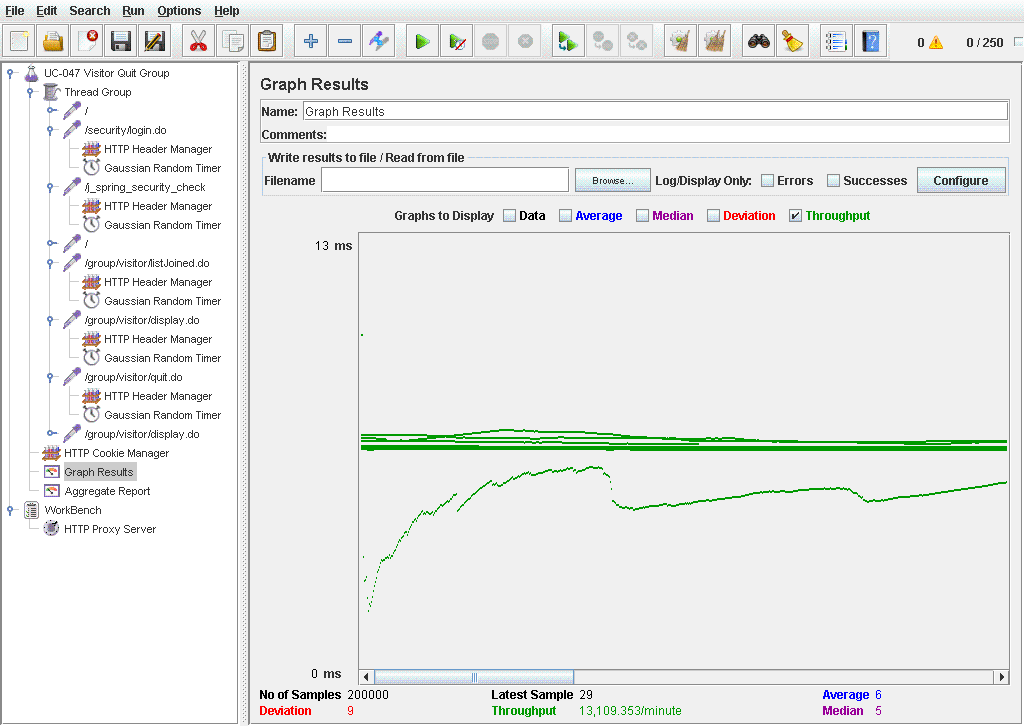 File Edit Search Run Options Help
0 0 / 250
UC-047 Visitor Quit Group
Thread Group
/
/security/login.do
HTTP Header Manager
Gaussian Random Timer
/j_spring_security_check
HTTP Header Manager
Gaussian Random Timer
/
/group/visitor/listJoined.do
HTTP Header Manager
Gaussian Random Timer
/group/visitor/display.do
HTTP Header Manager
Gaussian Random Timer
/group/visitor/quit.do
HTTP Header Manager
Gaussian Random Timer
/group/visitor/display.do
HTTP Cookie Manager
Graph Results
Aggregate Report
WorkBench
HTTP Proxy Server
Graph Results
Name: Graph Results
Comments:
Write results to file / Read from file
Filename Browse... Log/Display Only: Errors Successes Configure
Graphs to Display Data Average Median Deviation Throughput
13 ms
0 ms
No of Samples 200000 Latest Sample 29 Average 6
Deviation 9 Throughput 13,109.353/minute Median 5